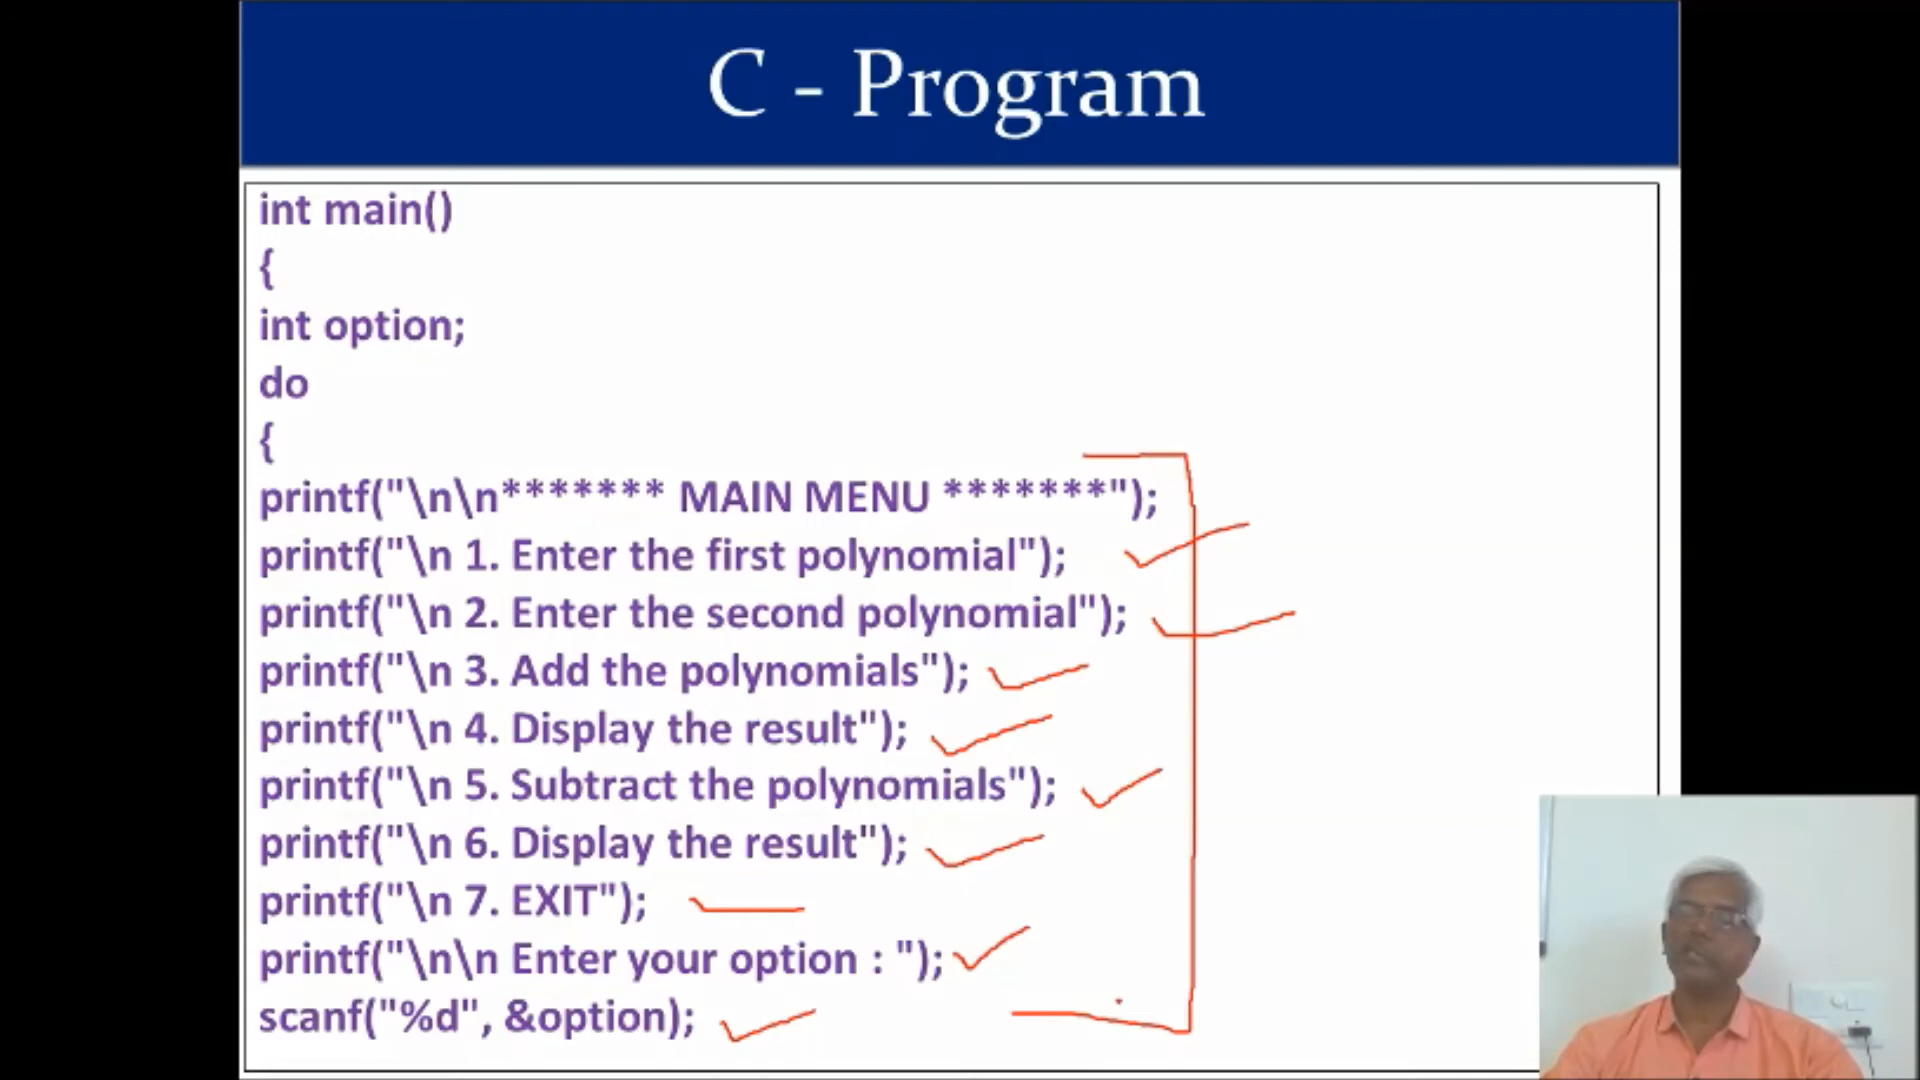 C - Program
int main()
{
int option;
do
{
printf("\n\n******* MAIN MENU *******");
printf("\n 1. Enter the first polynomial");
printf("\n 2. Enter the second polynomial");
printf("\n 3. Add the polynomials");
printf("\n 4. Display the result");
printf("\n 5. Subtract the polynomials");
printf("\n 6. Display the result");
printf("\n 7. EXIT");
printf("\n\n Enter your option : ");
scanf("%d", &option);